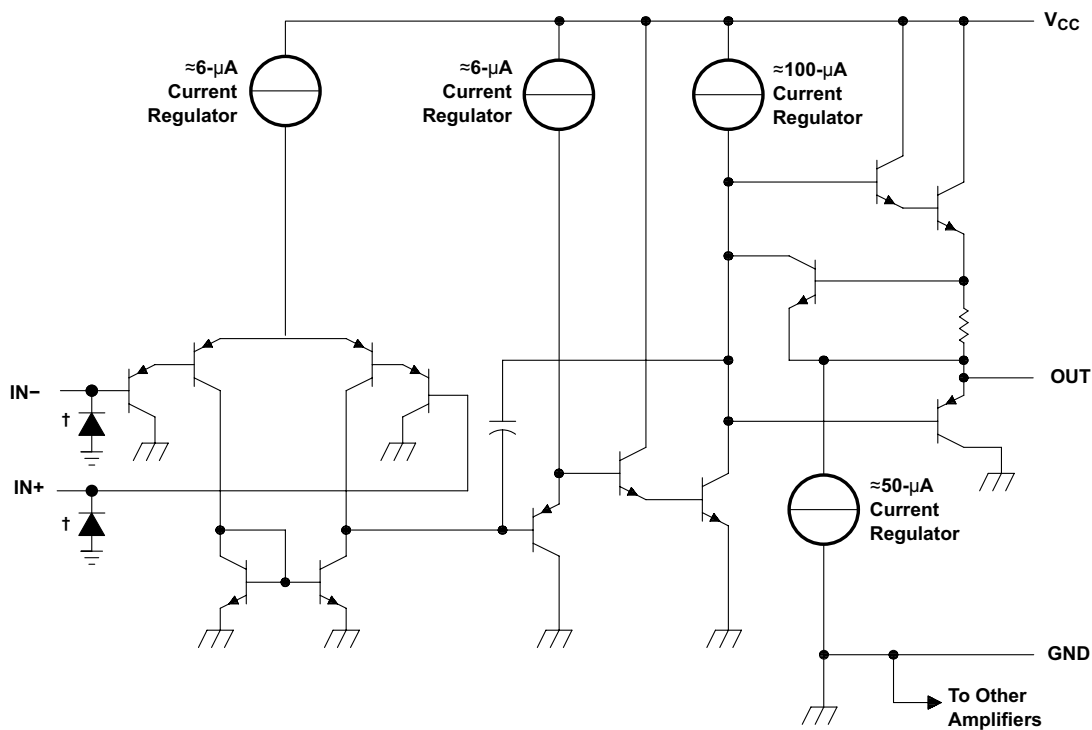 V_CC
≈6-μA
Current
Regulator
≈6-μA
Current
Regulator
≈100-μA
Current
Regulator
IN−
†
OUT
IN+
†
≈50-μA
Current
Regulator
GND
To Other
Amplifiers